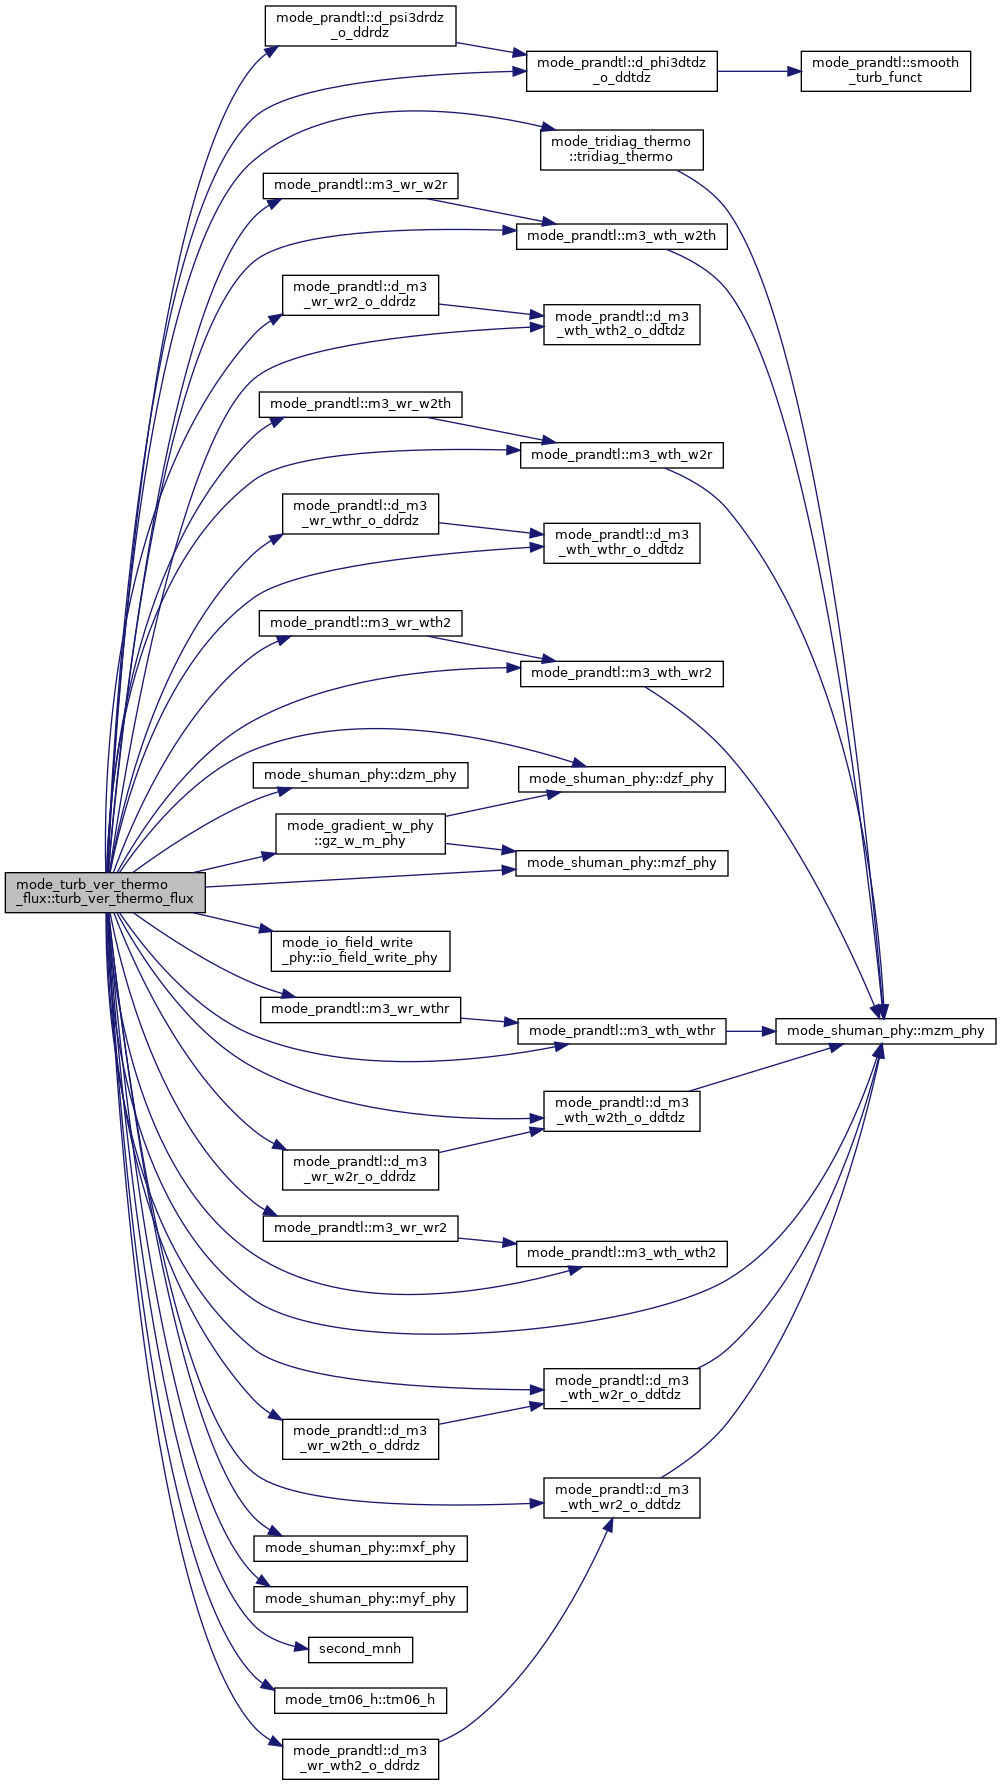 mode_prandtl::d_psi3drdz
_o_ddrdz
mode_prandtl::d_phi3dtdz
_o_ddtdz
mode_prandtl::smooth
_turb_funct
mode_tridiag_thermo
::tridiag_thermo
mode_prandtl::m3_wr_w2r
mode_prandtl::m3_wth_w2th
mode_prandtl::d_m3
_wr_wr2_o_ddrdz
mode_prandtl::d_m3
_wth_wth2_o_ddtdz
mode_prandtl::m3_wr_w2th
mode_prandtl::m3_wth_w2r
mode_prandtl::d_m3
_wr_wthr_o_ddrdz
mode_prandtl::d_m3
_wth_wthr_o_ddtdz
mode_prandtl::m3_wr_wth2
mode_prandtl::m3_wth_wr2
mode_shuman_phy::dzm_phy
mode_shuman_phy::dzf_phy
mode_gradient_w_phy
::gz_w_m_phy
mode_shuman_phy::mzf_phy
mode_turb_ver_thermo
_flux::turb_ver_thermo_flux
mode_io_field_write
_phy::io_field_write_phy
mode_prandtl::m3_wr_wthr
mode_prandtl::m3_wth_wthr
mode_shuman_phy::mzm_phy
mode_prandtl::d_m3
_wth_w2th_o_ddtdz
mode_prandtl::d_m3
_wr_w2r_o_ddrdz
mode_prandtl::m3_wr_wr2
mode_prandtl::m3_wth_wth2
mode_prandtl::d_m3
_wth_w2r_o_ddtdz
mode_prandtl::d_m3
_wr_w2th_o_ddrdz
mode_prandtl::d_m3
_wth_wr2_o_ddtdz
mode_shuman_phy::mxf_phy
mode_shuman_phy::myf_phy
second_mnh
mode_tm06_h::tm06_h
mode_prandtl::d_m3
_wr_wth2_o_ddrdz